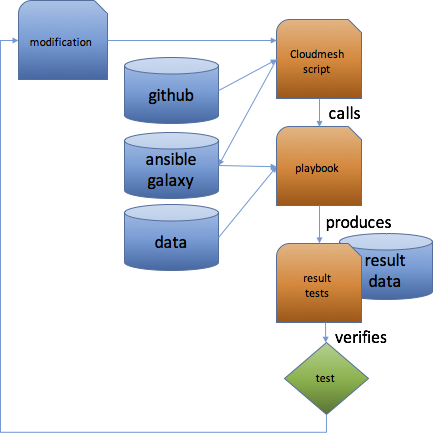 modification
Cloudmesh
script
github
calls
ansible
galaxy
playbook
data
produces
result
data
result
tests
verifies
test